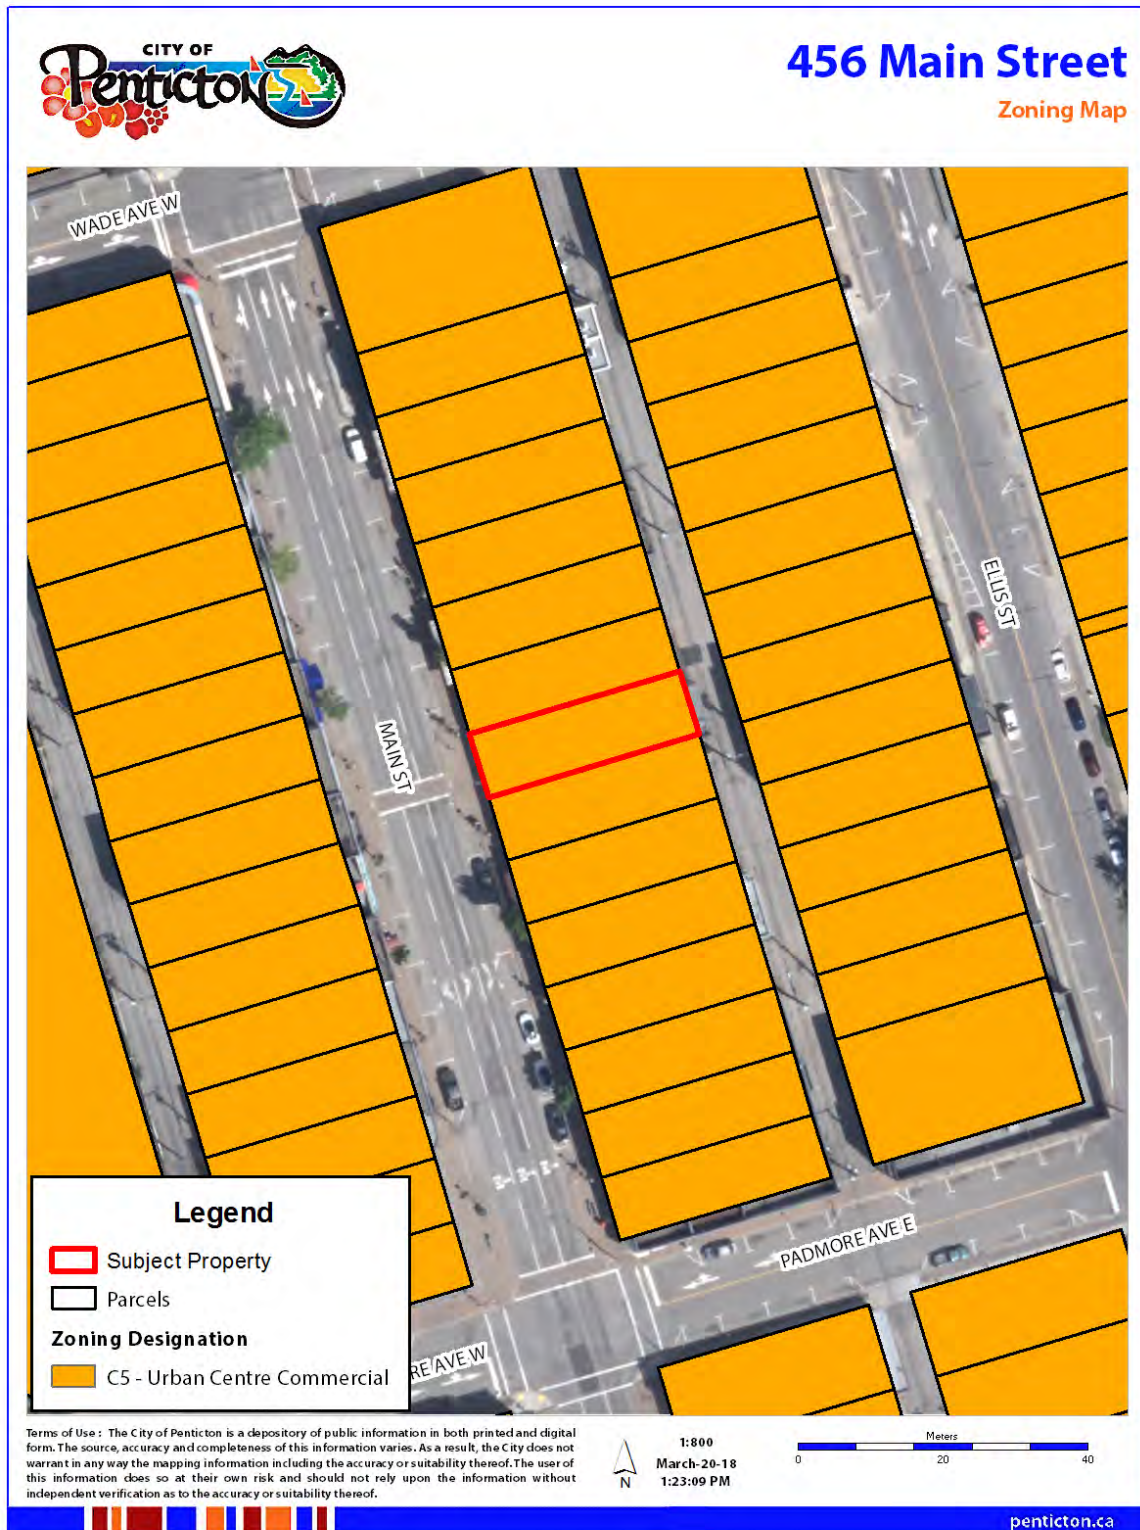 CITY OF
Penticton
456 Main Street
Zoning Map
WADE AVE W
ELLIS ST
MAIN ST
PADMORE AVE E
RE AVE W
Legend
Subject Property
Parcels
Zoning Designation
C5 - Urban Centre Commercial
Terms of Use : The City of Penticton is a depository of public information in both printed and digital
form. The source, accuracy and completeness of this information varies. As a result, the City does not
warrant in any way the mapping information including the accuracy or suitability thereof. The user of
this information does so at their own risk and should not rely upon the information without
independent verification as to the accuracy or suitability thereof.
N
1:800
March-20-18
1:23:09 PM
Meters
0 20 40
penticton.ca